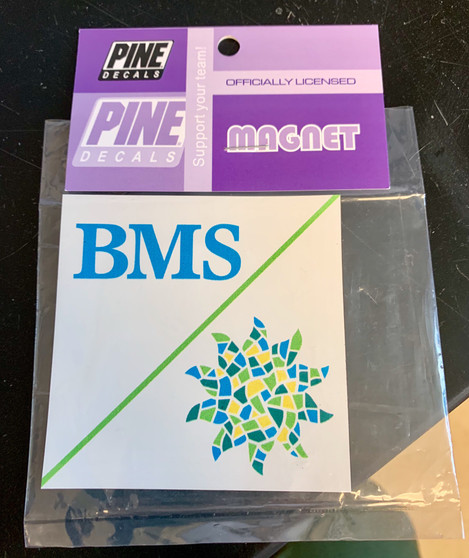 PINE
DECALS
OFFICIALLY LICENSED
PINE
DECALS
Support your team!
MAGNET
BMS